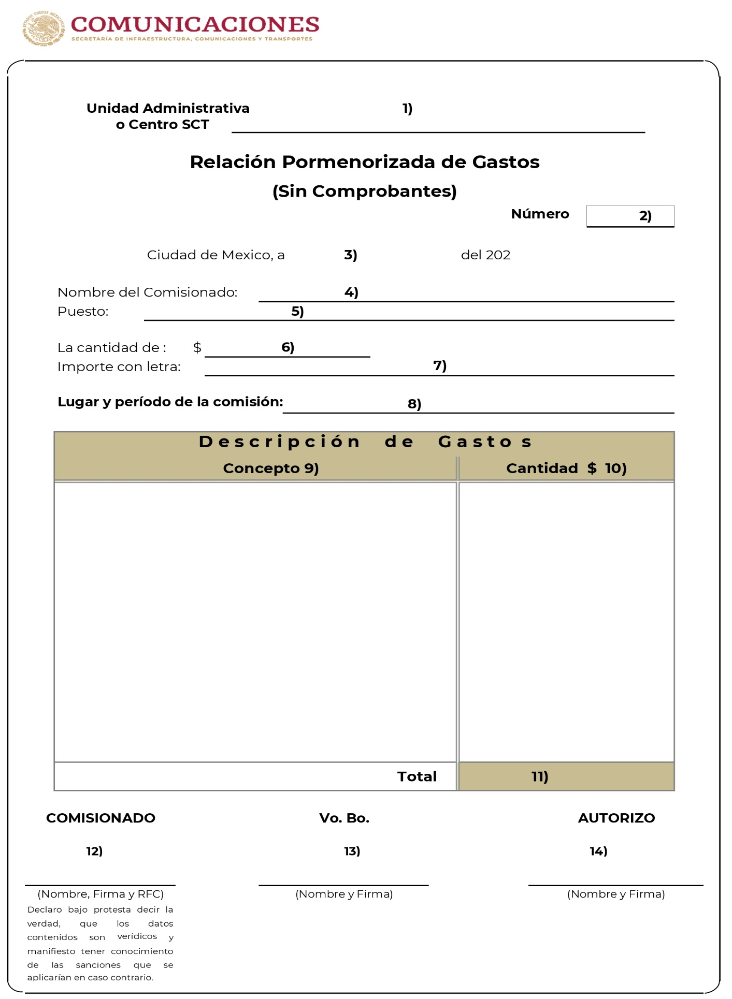 ESTADOS UNIDOS MEXICANOS
COMUNICACIONES
SECRETARÍA DE INFRAESTRUCTURA, COMUNICACIONES Y TRANSPORTES
Unidad Administrativa 1)
o Centro SCT
Relación Pormenorizada de Gastos
(Sin Comprobantes)
Número 2)
Ciudad de Mexico, a 3) del 202
Nombre del Comisionado: 4)
Puesto: 5)
La cantidad de : $ 6)
Importe con letra: 7)
Lugar y período de la comisión: 8)
Descripción de Gastos
Concepto 9) Cantidad $ 10)
Total 11)
COMISIONADO Vo. Bo. AUTORIZO
12) 13) 14)
(Nombre, Firma y RFC) (Nombre y Firma) (Nombre y Firma)
Declaro bajo protesta decir la
verdad, que los datos
contenidos son verídicos y
manifiesto tener conocimiento
de las sanciones que se
aplicarían en caso contrario.